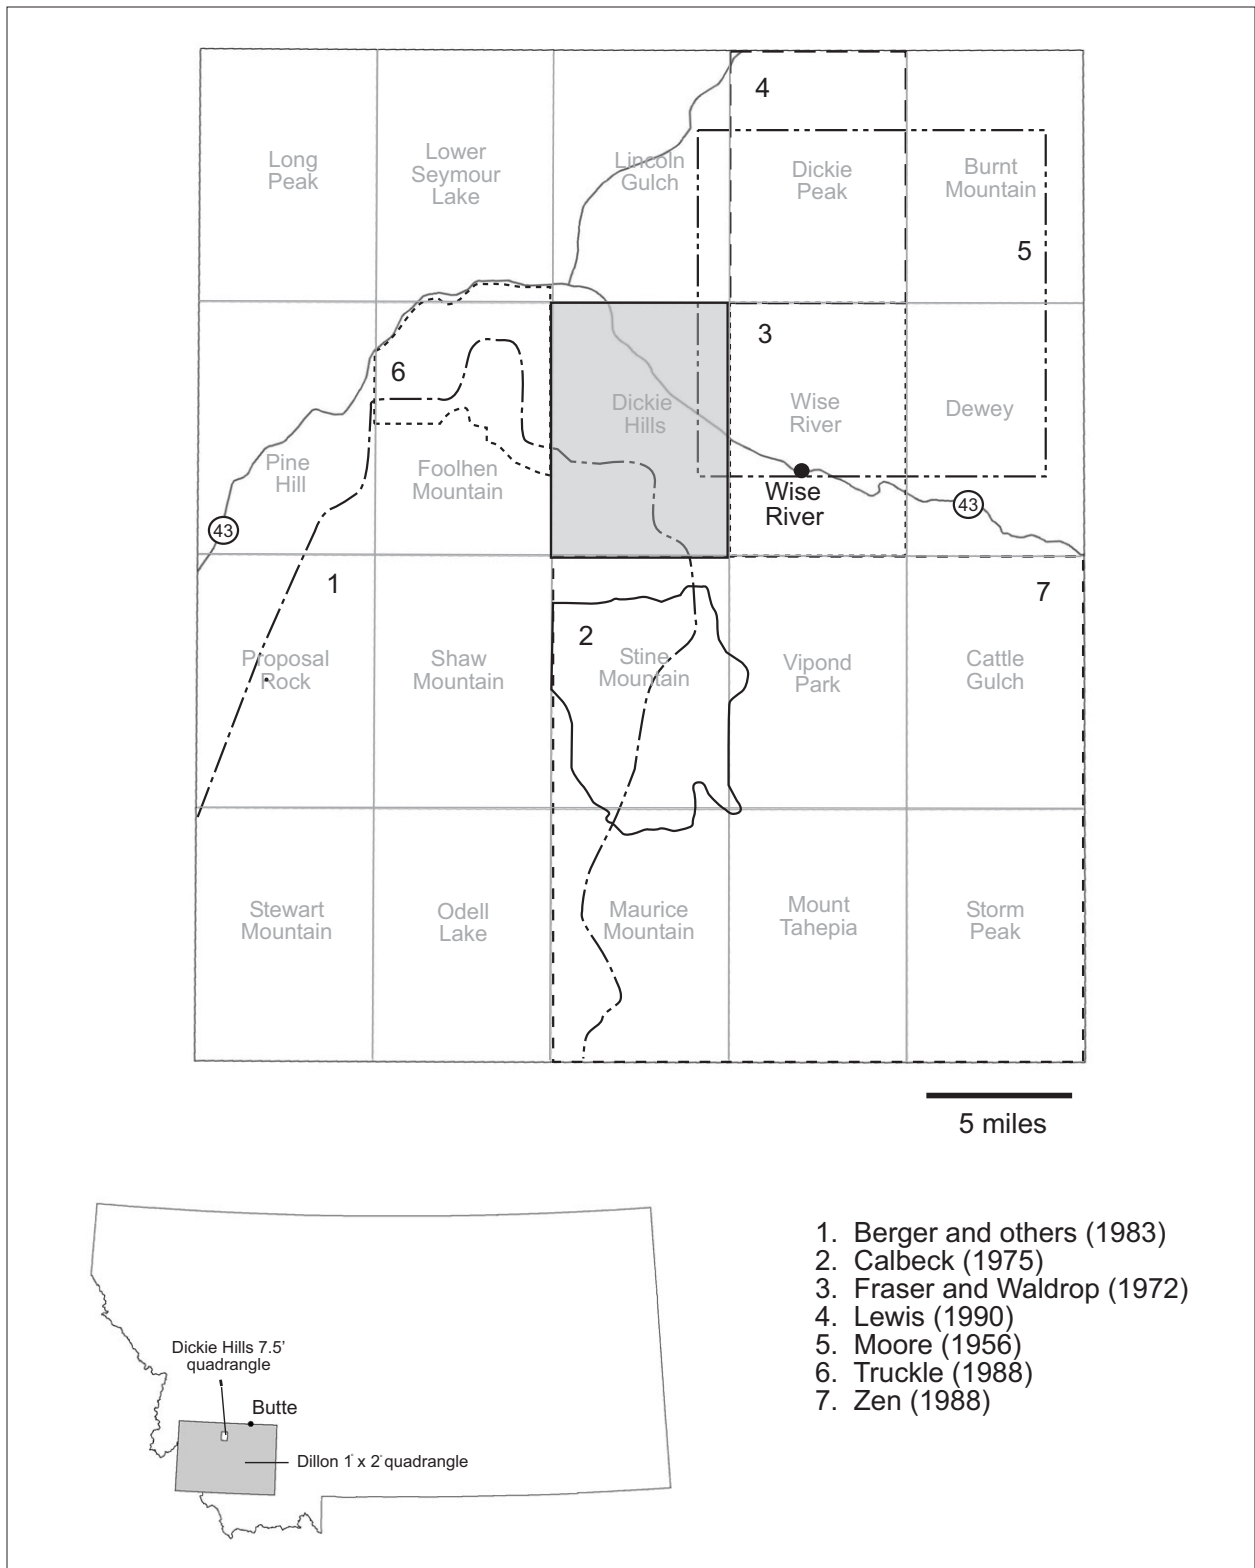 4
Long
Peak
Lower
Seymour
Lake
Lincoln
Gulch
Dickie
Peak
Burnt
Mountain
5
3
6
Dickie
Hills
Wise
River
Dewey
Pine
Hill
Foolhen
Mountain
Wise
River
43
43
1
7
2
Proposal
Rock
Shaw
Mountain
Stine
Mountain
Vipond
Park
Cattle
Gulch
Stewart
Mountain
Odell
Lake
Maurice
Mountain
Mount
Tahepia
Storm
Peak
5 miles
Dickie Hills 7.5'
quadrangle
Butte
Dillon 1° x 2° quadrangle
1. Berger and others (1983)
2. Calbeck (1975)
3. Fraser and Waldrop (1972)
4. Lewis (1990)
5. Moore (1956)
6. Truckle (1988)
7. Zen (1988)